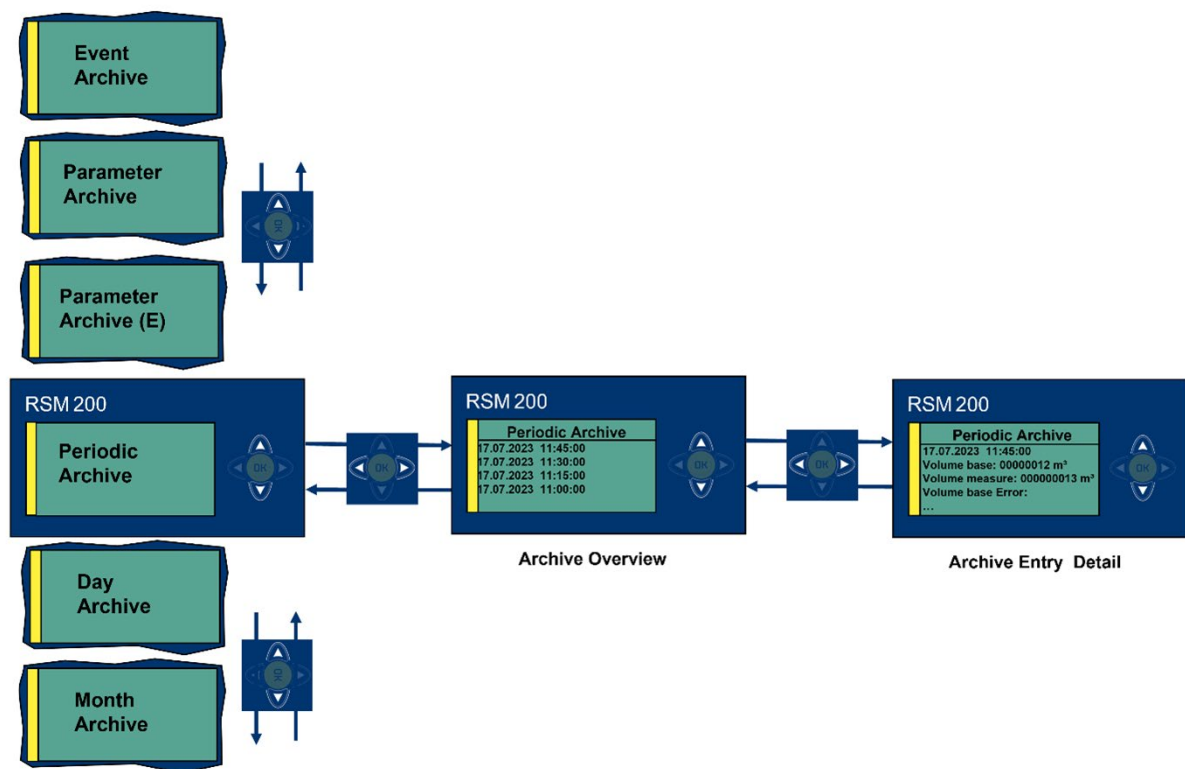 Event
Archive
Parameter
Archive
OK
Parameter
Archive (E)
RSM 200
Periodic
Archive
OK
OK
RSM 200
Periodic Archive
17.07.2023 11:45:00
17.07.2023 11:30:00
17.07.2023 11:15:00
17.07.2023 11:00:00
OK
Archive Overview
OK
RSM 200
Periodic Archive
17.07.2023 11:45:00
Volume base: 00000012 m³
Volume measure: 000000013 m³
Volume base Error:
...
OK
Archive Entry Detail
Day
Archive
Month
Archive
OK